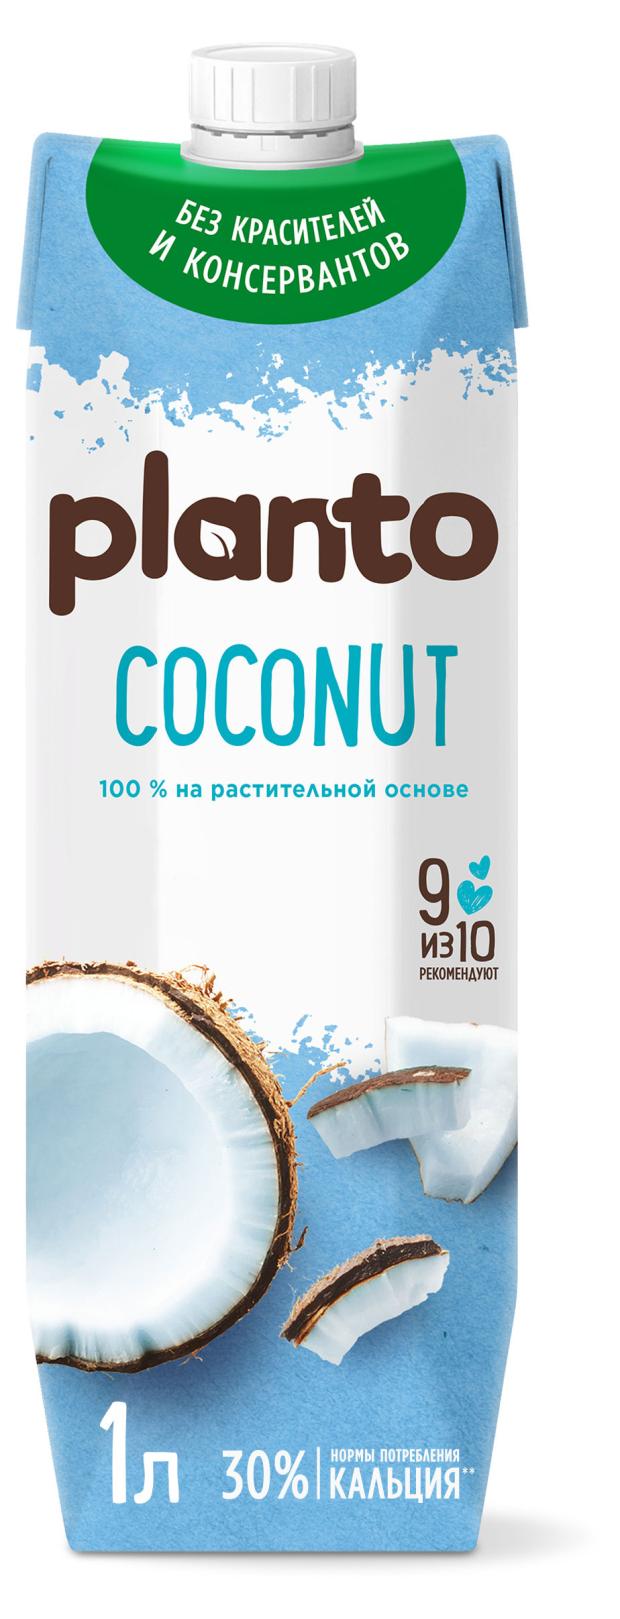 БЕЗ КРАСИТЕЛЕЙ
И КОНСЕРВАНТОВ
planto
COCONUT
100 % на растительной основе
9
из 10
РЕКОМЕНДУЮТ
1л
30% | НОРМЫ ПОТРЕБЛЕНИЯ
КАЛЬЦИЯ**